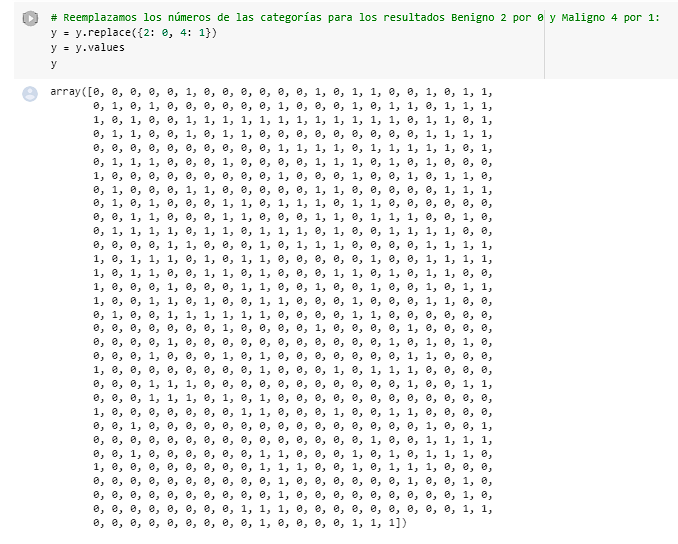 # Reemplazamos los números de las categorías para los resultados Benigno 2 por 0 y Maligno 4 por 1:
y = y.replace({2: 0, 4: 1})
y = y.values
y
array([0, 0, 0, 0, 0, 1, 0, 0, 0, 0, 0, 0, 1, 0, 1, 1, 0, 0, 1, 0, 1, 1,
0, 1, 0, 1, 0, 0, 0, 0, 0, 0, 1, 0, 0, 0, 1, 0, 1, 1, 0, 1, 1, 1,
1, 0, 1, 0, 0, 1, 1, 1, 1, 1, 1, 1, 1, 1, 1, 1, 1, 0, 1, 1, 0, 1,
0, 1, 1, 0, 0, 1, 0, 1, 1, 0, 0, 0, 0, 0, 0, 0, 0, 1, 1, 1, 1,
0, 0, 0, 0, 0, 0, 0, 0, 0, 0, 1, 1, 1, 1, 0, 1, 1, 1, 1, 1, 0, 1,
0, 1, 1, 1, 0, 0, 0, 1, 0, 0, 0, 0, 1, 1, 1, 0, 1, 0, 1, 0, 0, 0,
1, 0, 0, 0, 0, 0, 0, 0, 0, 0, 1, 0, 0, 0, 1, 0, 0, 1, 0, 1, 1, 0,
0, 1, 0, 0, 0, 1, 1, 0, 0, 0, 0, 0, 1, 1, 0, 0, 0, 0, 0, 1, 1, 1,
0, 1, 0, 1, 0, 0, 0, 1, 1, 0, 1, 1, 1, 0, 1, 1, 0, 0, 0, 0, 0, 0,
0, 0, 1, 1, 0, 0, 0, 1, 1, 0, 0, 0, 1, 1, 0, 1, 1, 1, 0, 0, 1, 0,
0, 1, 1, 1, 1, 0, 1, 1, 0, 1, 1, 1, 0, 1, 0, 0, 1, 1, 1, 1, 0, 0,
0, 0, 0, 0, 1, 1, 0, 0, 0, 1, 0, 1, 1, 1, 0, 0, 0, 0, 1, 1, 1, 1,
1, 0, 1, 1, 1, 0, 1, 0, 1, 1, 0, 0, 0, 0, 0, 1, 0, 0, 1, 1, 1, 1,
1, 0, 1, 1, 0, 0, 1, 1, 0, 1, 0, 0, 0, 1, 1, 0, 1, 0, 1, 1, 0, 0,
1, 0, 0, 0, 1, 0, 0, 0, 1, 1, 0, 0, 1, 0, 0, 1, 0, 0, 1, 0, 1, 1,
1, 0, 0, 1, 1, 0, 1, 0, 0, 1, 1, 0, 0, 0, 1, 0, 0, 0, 1, 1, 0, 0,
0, 1, 0, 0, 1, 1, 1, 1, 1, 1, 0, 0, 0, 0, 1, 1, 0, 0, 0, 0, 0, 0,
0, 0, 0, 0, 0, 0, 0, 1, 0, 0, 0, 0, 1, 0, 0, 0, 0, 1, 0, 0, 0, 0,
0, 0, 0, 0, 1, 0, 0, 0, 0, 0, 0, 0, 0, 0, 0, 0, 1, 0, 1, 0, 1, 0,
0, 0, 0, 1, 0, 0, 0, 1, 0, 1, 0, 0, 0, 0, 0, 0, 0, 1, 1, 0, 0, 0,
1, 0, 0, 0, 0, 0, 0, 0, 0, 1, 0, 0, 0, 1, 0, 1, 1, 1, 0, 0, 0, 0,
0, 0, 0, 1, 1, 1, 0, 0, 0, 0, 0, 0, 0, 0, 0, 0, 0, 1, 0, 0, 1, 1,
0, 0, 0, 1, 1, 1, 0, 1, 0, 1, 0, 0, 0, 0, 0, 0, 0, 0, 0, 0, 0, 0,
1, 0, 0, 0, 0, 0, 0, 0, 1, 1, 0, 0, 0, 1, 0, 0, 1, 1, 0, 0, 0, 0,
0, 0, 1, 0, 0, 0, 0, 0, 0, 0, 0, 0, 0, 0, 0, 0, 0, 0, 1, 0, 0, 1,
0, 0, 0, 0, 0, 0, 0, 0, 0, 0, 0, 0, 0, 0, 0, 1, 0, 0, 1, 1, 1, 1,
0, 0, 1, 0, 0, 0, 0, 0, 0, 1, 1, 0, 0, 0, 1, 0, 1, 0, 1, 1, 1, 0,
1, 0, 0, 0, 0, 0, 0, 0, 0, 1, 1, 1, 0, 0, 1, 0, 1, 1, 1, 0, 0, 0,
0, 0, 0, 0, 0, 0, 0, 0, 0, 0, 1, 0, 0, 0, 0, 0, 0, 1, 0, 0, 1, 0,
0, 0, 0, 0, 0, 0, 0, 0, 0, 0, 1, 0, 0, 0, 0, 0, 0, 0, 0, 0, 1, 0,
0, 0, 0, 0, 0, 0, 0, 0, 1, 1, 1, 0, 0, 0, 0, 0, 0, 0, 0, 0, 1, 1,
0, 0, 0, 0, 0, 0, 0, 0, 0, 1, 0, 0, 0, 0, 1, 1, 1])